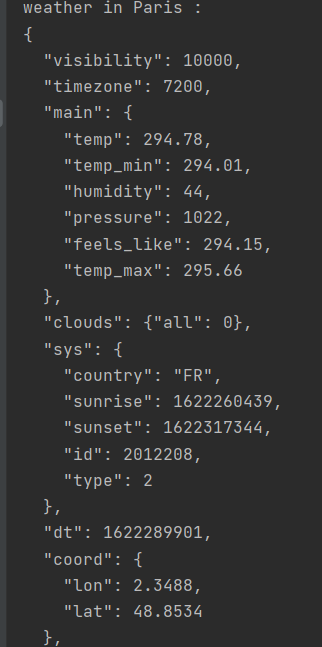 weather in Paris :
{
"visibility": 10000,
"timezone": 7200,
"main": {
"temp": 294.78,
"temp_min": 294.01,
"humidity": 44,
"pressure": 1022,
"feels_like": 294.15,
"temp_max": 295.66
},
"clouds": {"all": 0},
"sys": {
"country": "FR",
"sunrise": 1622260439,
"sunset": 1622317344,
"id": 2012208,
"type": 2
},
"dt": 1622289901,
"coord": {
"lon": 2.3488,
"lat": 48.8534
},